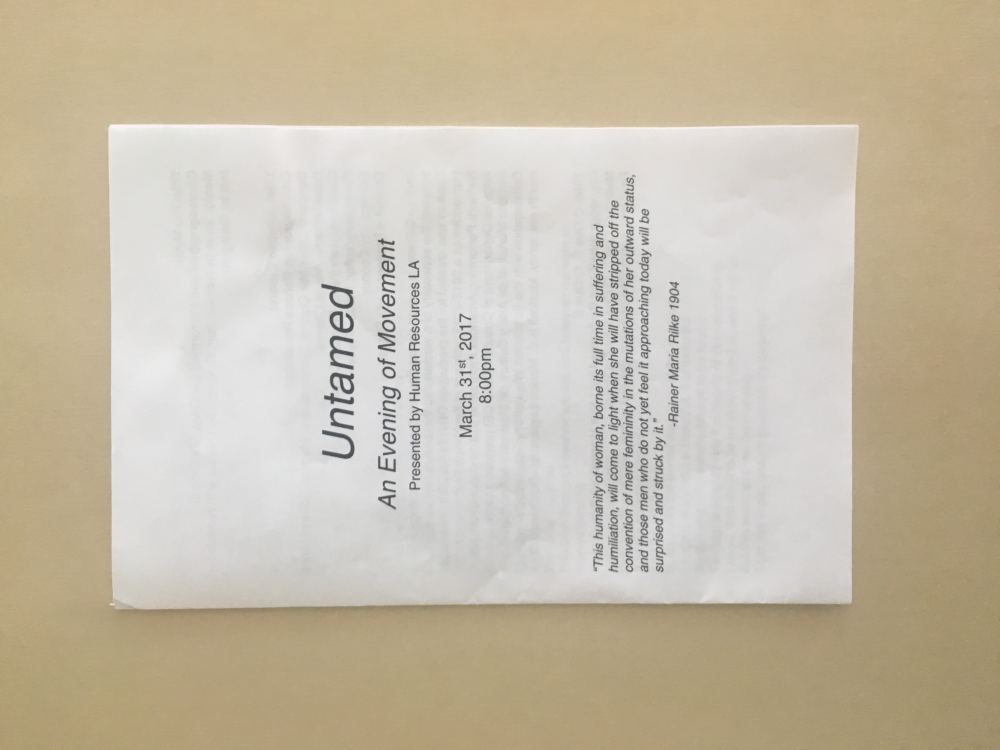 Untamed
An Evening of Movement
Presented by Human Resources LA
March 31st, 2017
8:00pm
"This humanity of woman, borne its full time in suffering and
humiliation, will come to light when she will have stripped off the
convention of mere femininity in the mutations of her outward status,
and those men who do not yet feel it approaching today will be
surprised and struck by it."
-Rainer Maria Rilke 1904